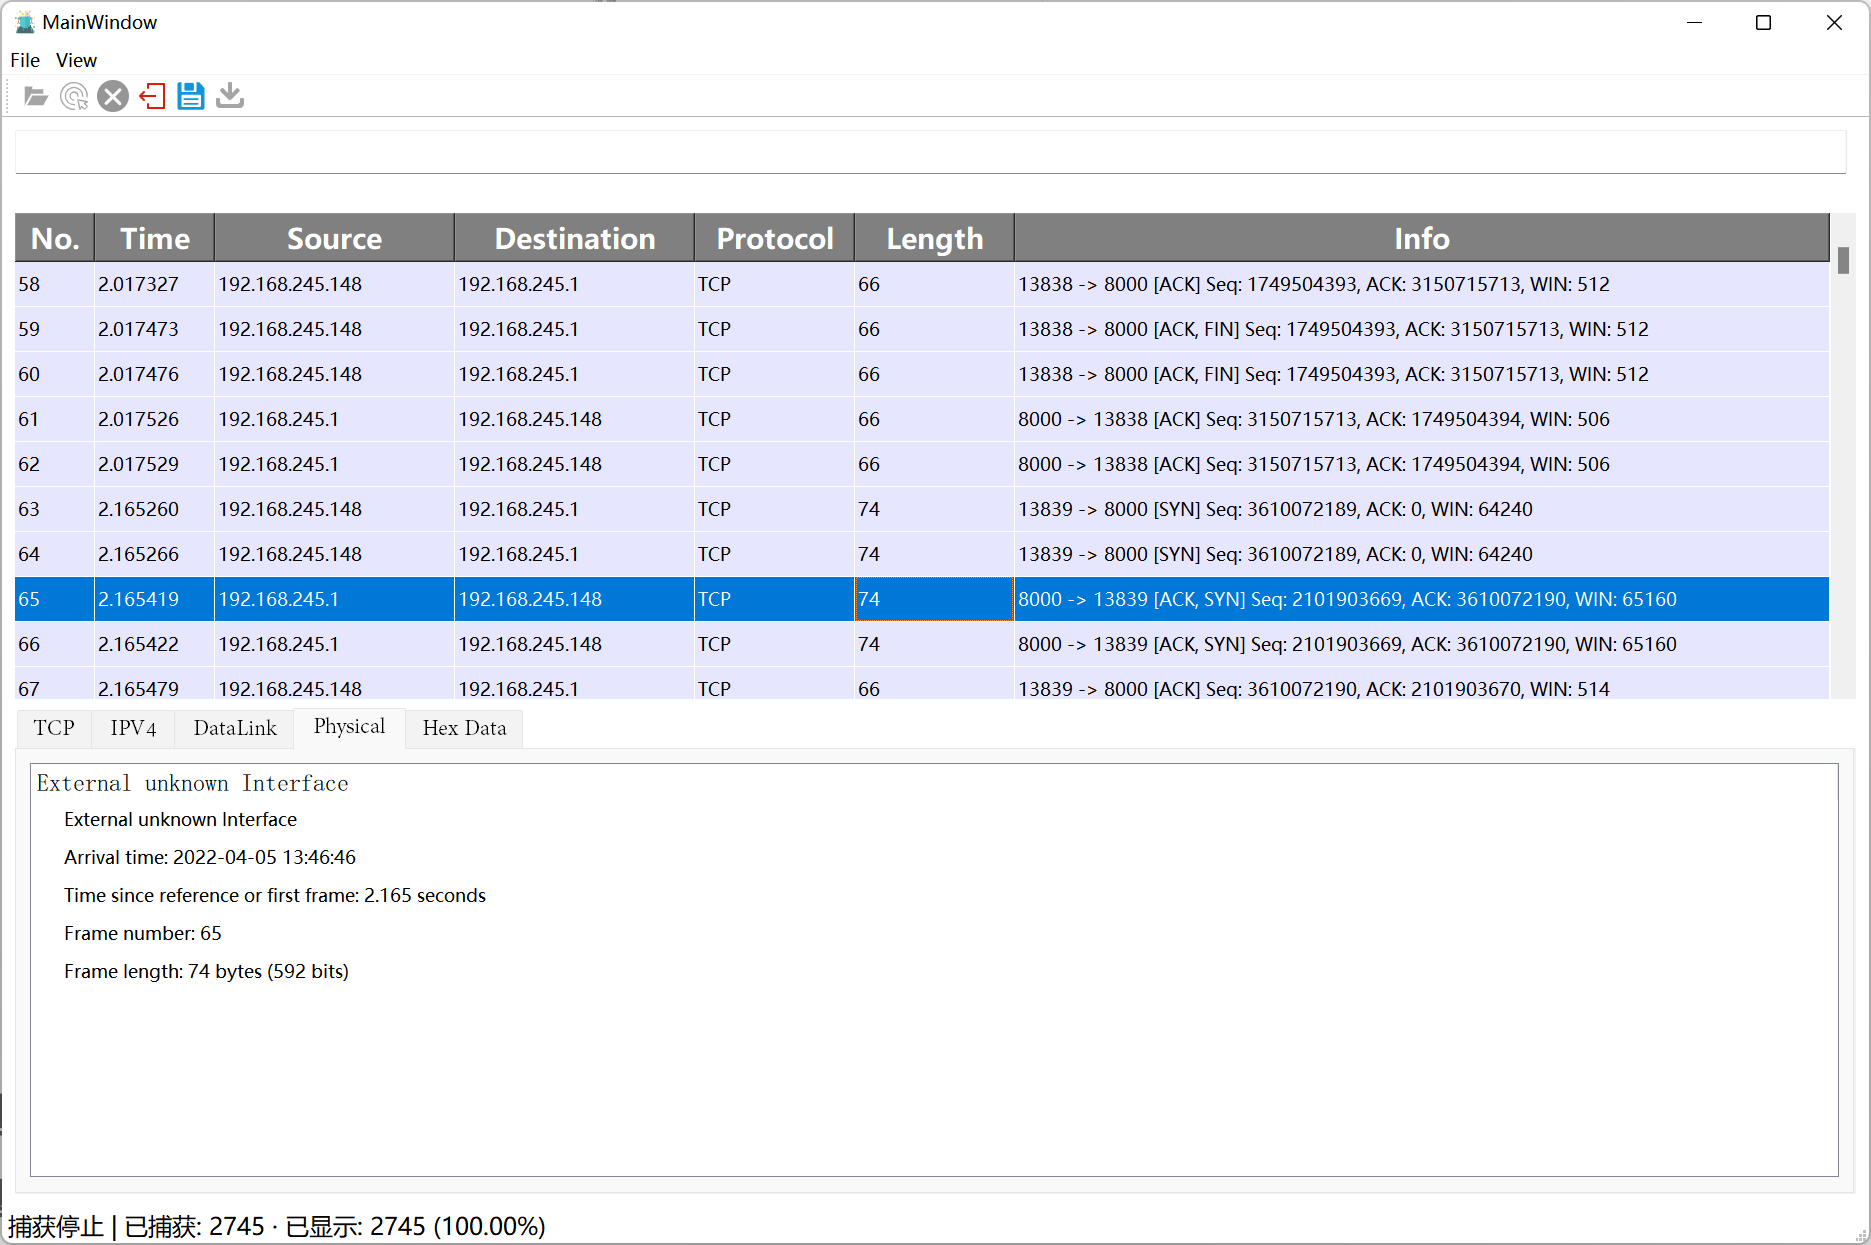 MainWindow
File View
No. Time Source Destination Protocol Length Info
58 2.017327 192.168.245.148 192.168.245.1 TCP 66 13838 -> 8000 [ACK] Seq: 1749504393, ACK: 3150715713, WIN: 512
59 2.017473 192.168.245.148 192.168.245.1 TCP 66 13838 -> 8000 [ACK, FIN] Seq: 1749504393, ACK: 3150715713, WIN: 512
60 2.017476 192.168.245.148 192.168.245.1 TCP 66 13838 -> 8000 [ACK, FIN] Seq: 1749504393, ACK: 3150715713, WIN: 512
61 2.017526 192.168.245.1 192.168.245.148 TCP 66 8000 -> 13838 [ACK] Seq: 3150715713, ACK: 1749504394, WIN: 506
62 2.017529 192.168.245.1 192.168.245.148 TCP 66 8000 -> 13838 [ACK] Seq: 3150715713, ACK: 1749504394, WIN: 506
63 2.165260 192.168.245.148 192.168.245.1 TCP 74 13839 -> 8000 [SYN] Seq: 3610072189, ACK: 0, WIN: 64240
64 2.165266 192.168.245.148 192.168.245.1 TCP 74 13839 -> 8000 [SYN] Seq: 3610072189, ACK: 0, WIN: 64240
65 2.165419 192.168.245.1 192.168.245.148 TCP 74 8000 -> 13839 [ACK, SYN] Seq: 2101903669, ACK: 3610072190, WIN: 65160
66 2.165422 192.168.245.1 192.168.245.148 TCP 74 8000 -> 13839 [ACK, SYN] Seq: 2101903669, ACK: 3610072190, WIN: 65160
67 2.165479 192.168.245.148 192.168.245.1 TCP 66 13839 -> 8000 [ACK] Seq: 3610072190, ACK: 2101903670, WIN: 514
TCP IPV4 DataLink Physical Hex Data
External unknown Interface
External unknown Interface
Arrival time: 2022-04-05 13:46:46
Time since reference or first frame: 2.165 seconds
Frame number: 65
Frame length: 74 bytes (592 bits)
捕获停止 | 已捕获: 2745 · 已显示: 2745 (100.00%)